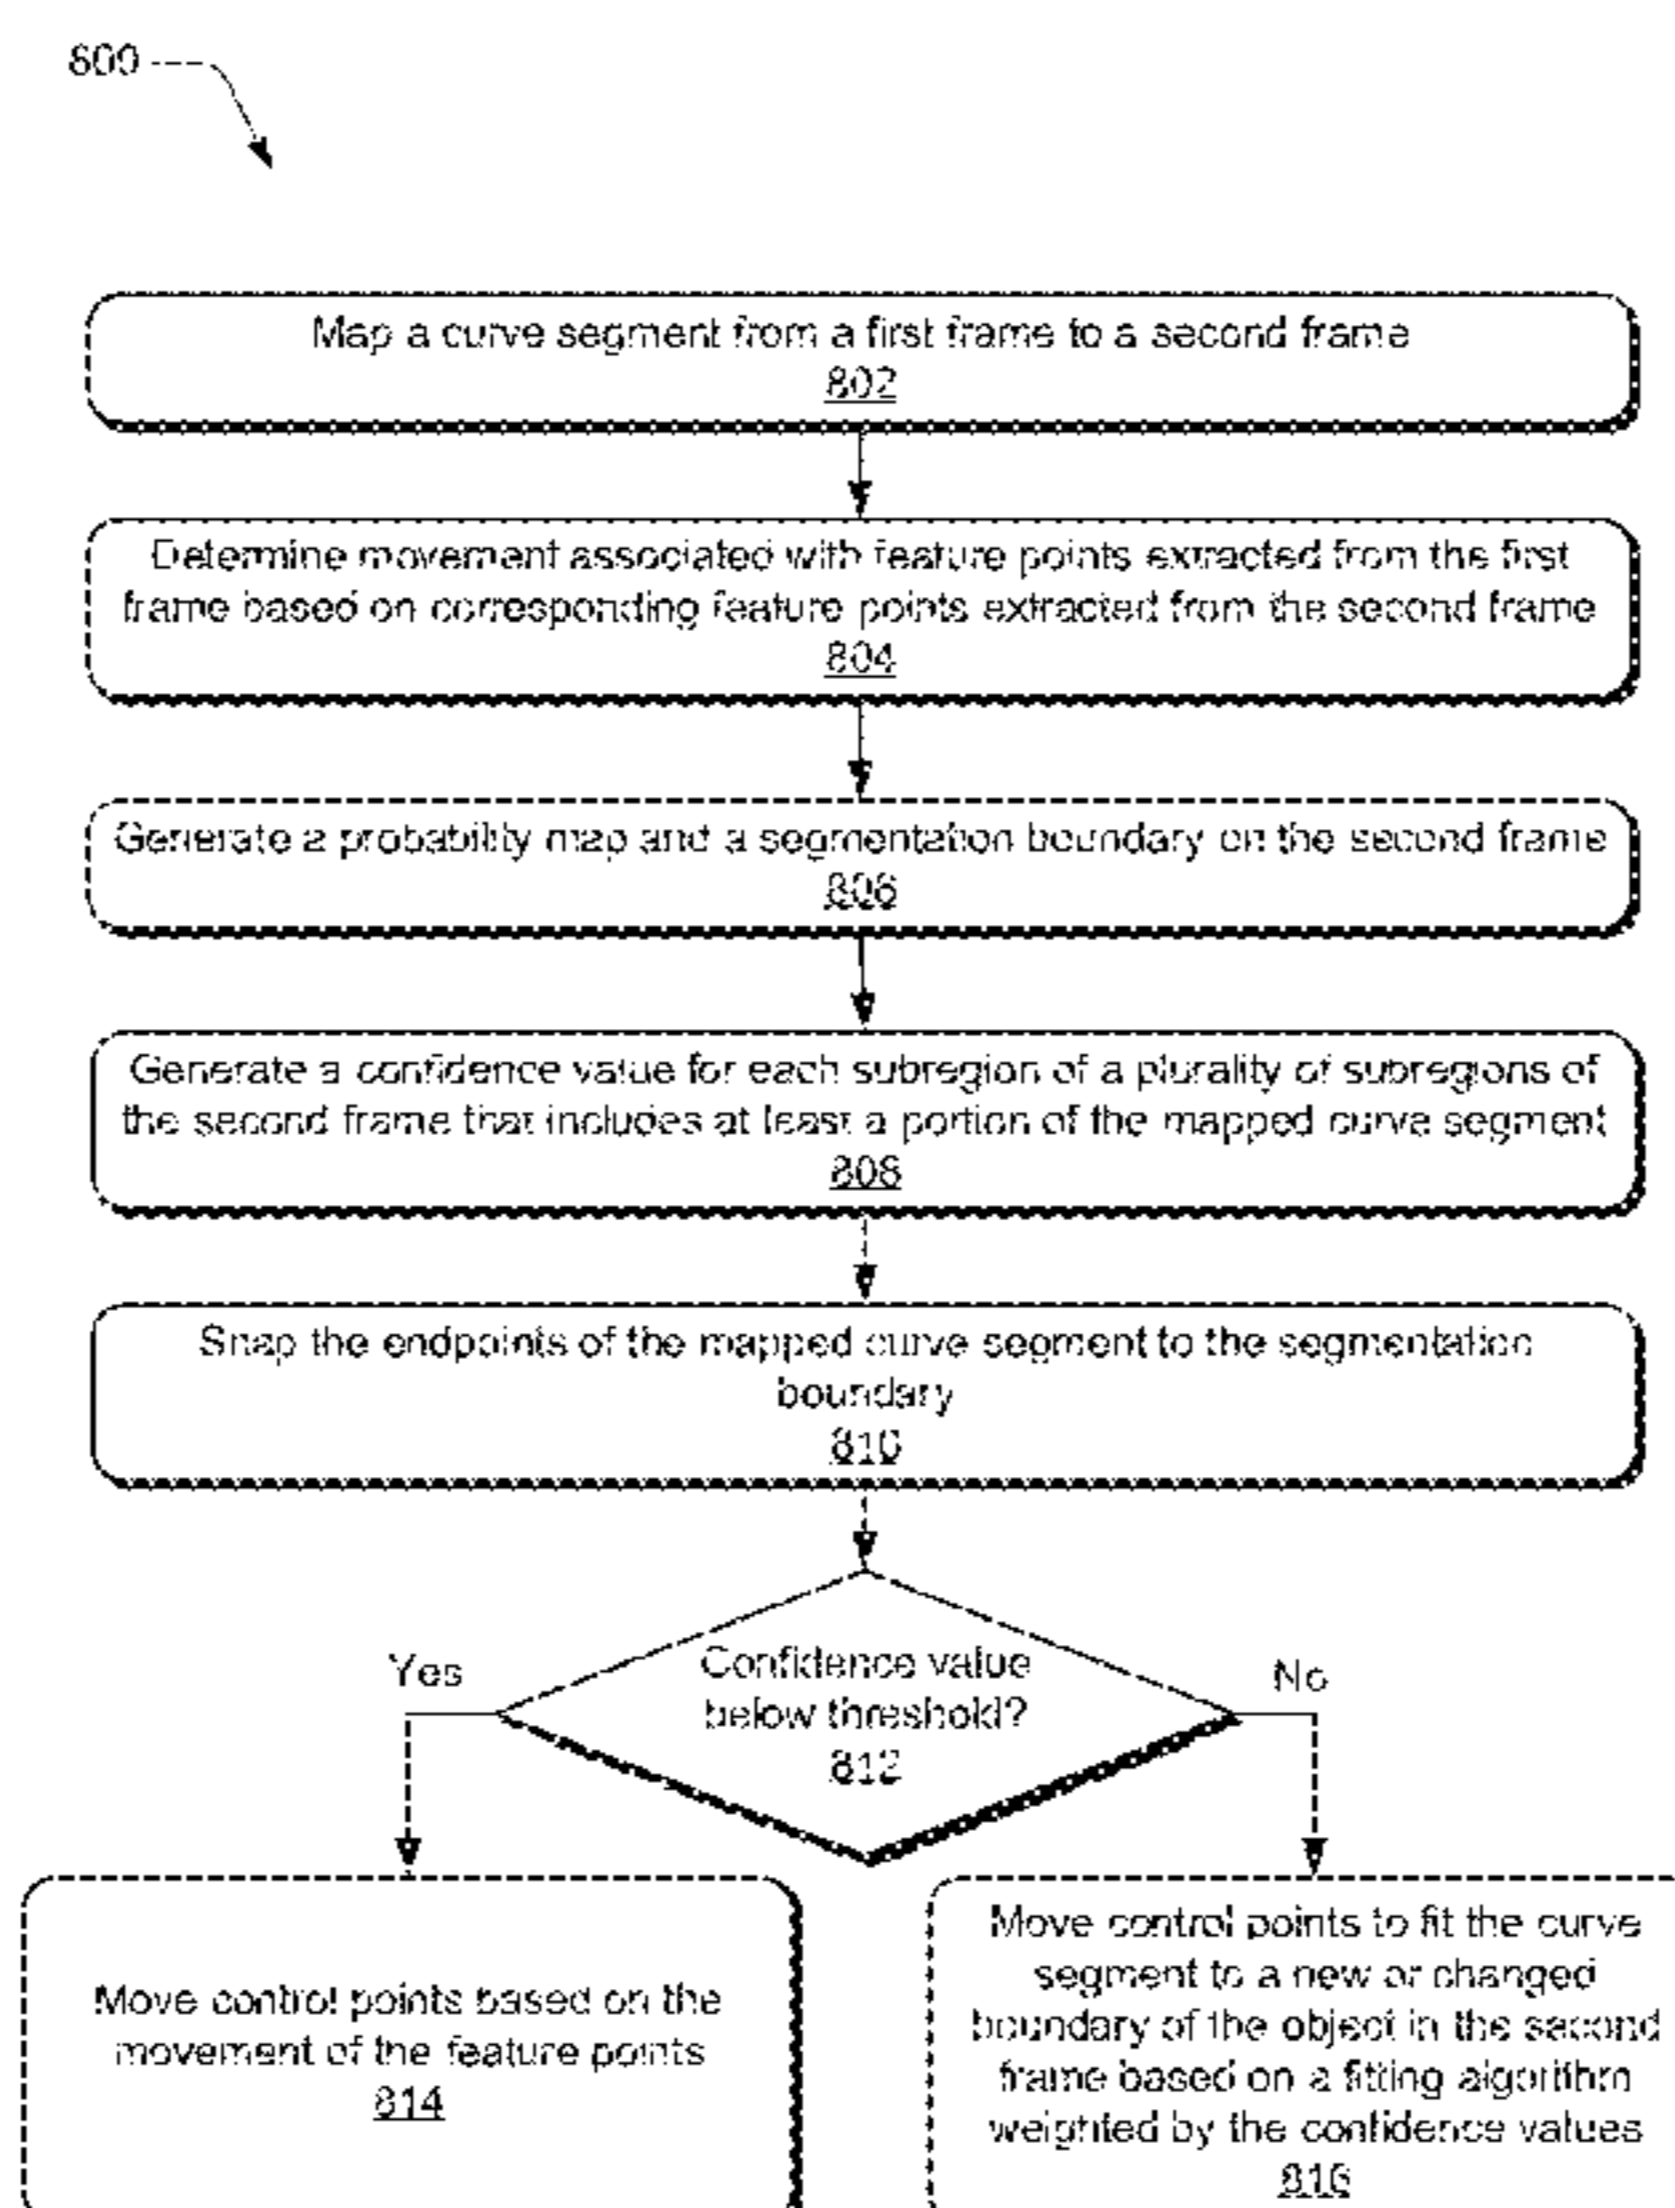 800
Map a curve segment from a first frame to a second frame
802
Determine movement associated with feature points extracted from the first
frame based on corresponding feature points extracted from the second frame
804
Generate a probability map and a segmentation boundary on the second frame
806
Generate a confidence value for each subregion of a plurality of subregions of
the second frame that includes at least a portion of the mapped curve segment
808
Snap the endpoints of the mapped curve segment to the segmentation
boundary
810
Yes
Confidence value
No
below threshold?
812
Move control points based on the
movement of the feature points
814
Move control points to fit the curve
segment to a new or changed
boundary of the object in the second
frame based on a fitting algorithm
weighted by the confidence values
816